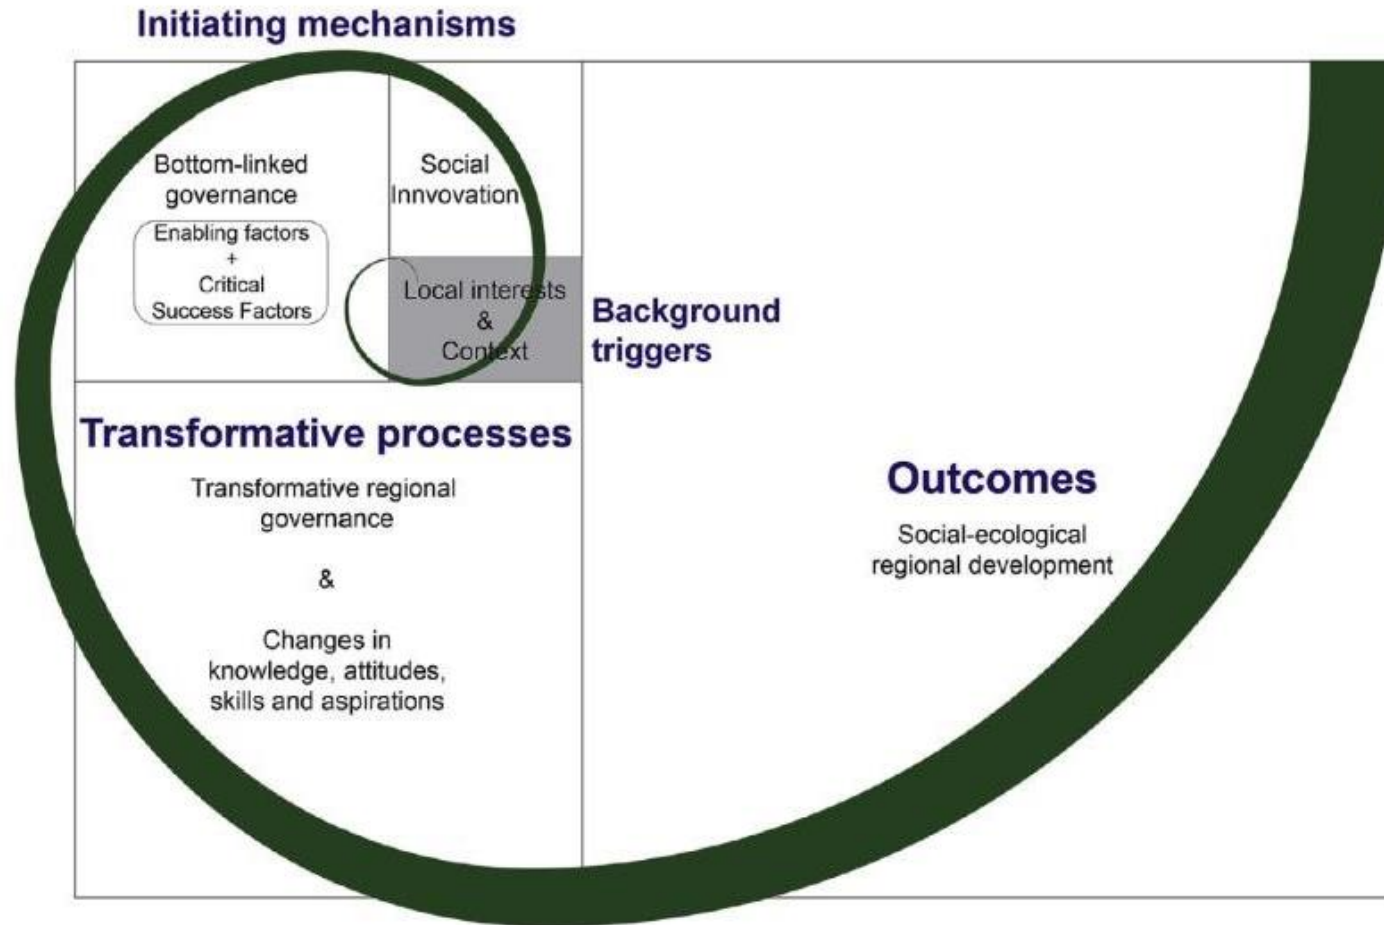 Initiating mechanisms
Bottom-linked
governance
Enabling factors
+
Critical
Success Factors
Social
Innvovation
Local interests
&
Context
Background
triggers
Transformative processes
Transformative regional
governance
&
Changes in
knowledge, attitudes,
skills and aspirations
Outcomes
Social-ecological
regional development